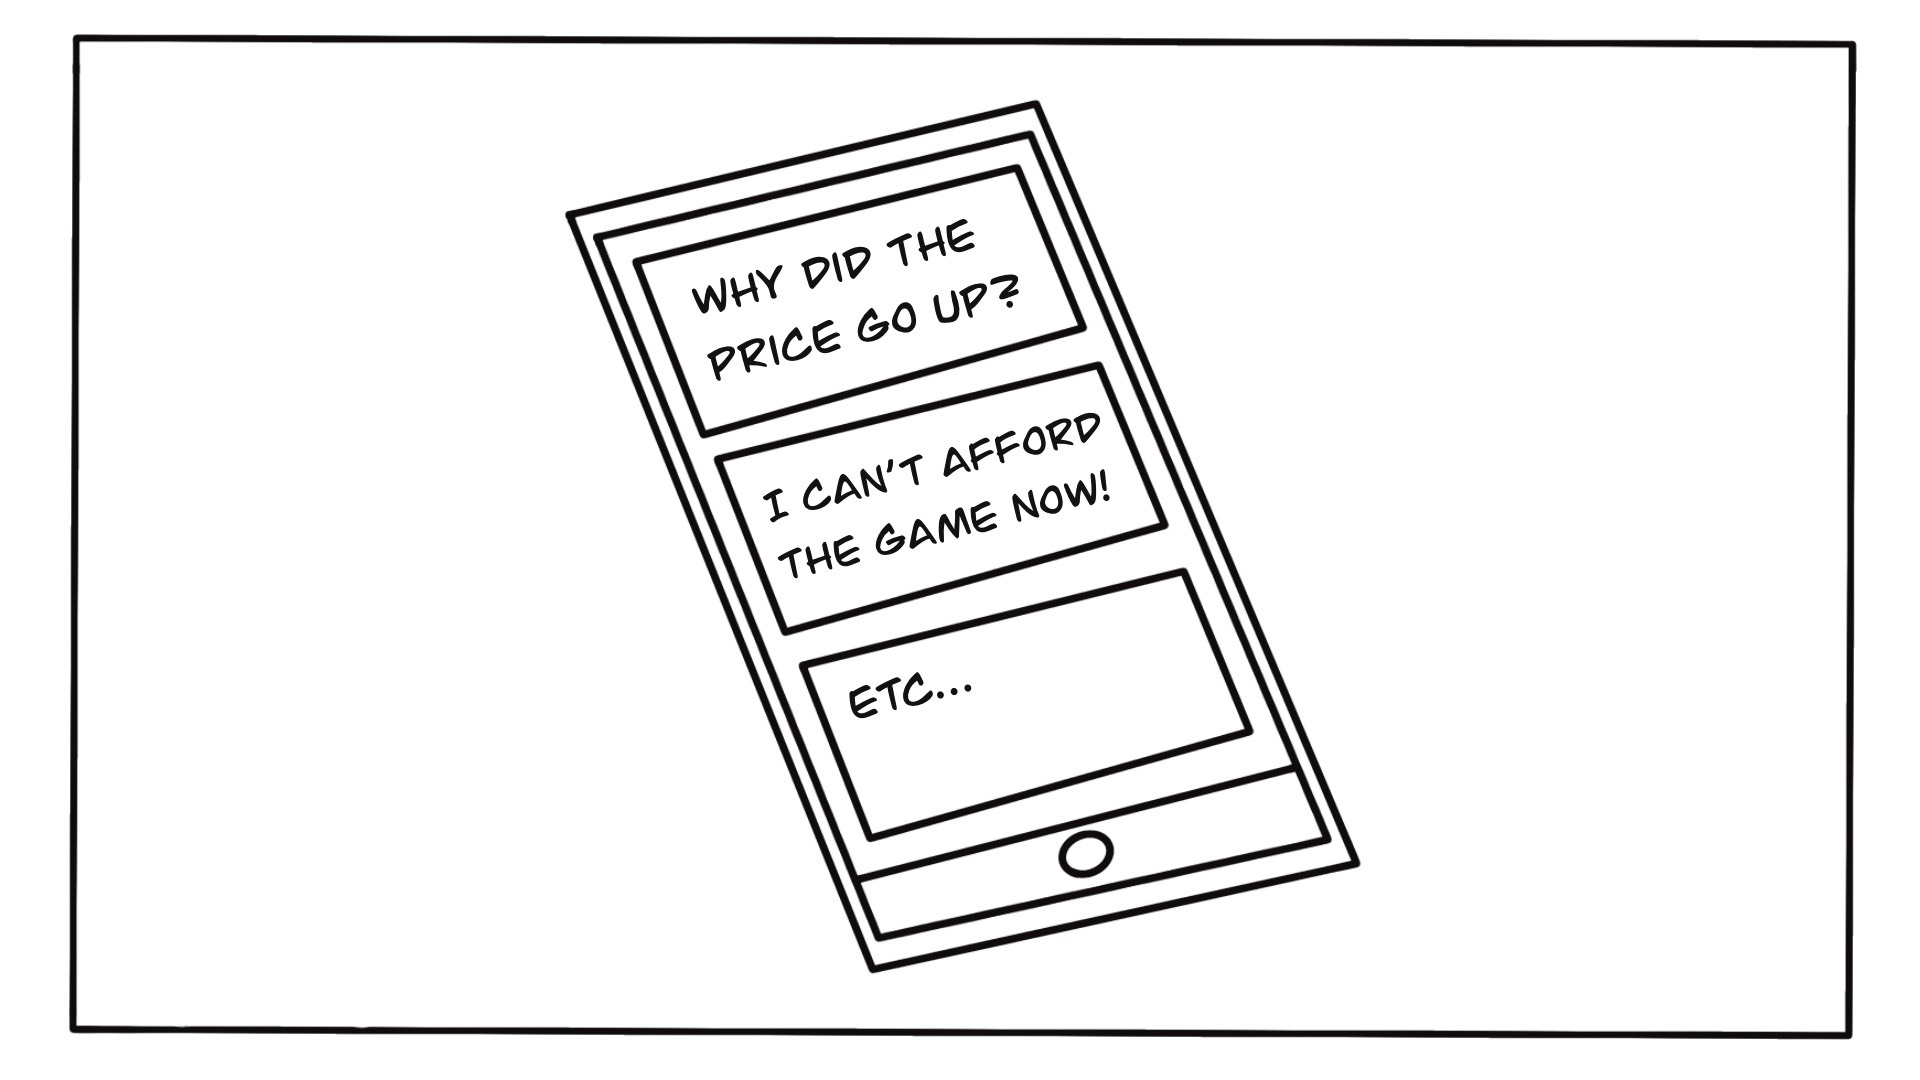 WHY DID THE
PRICE GO UP?
I CAN'T AFFORD
THE GAME NOW!
ETC...